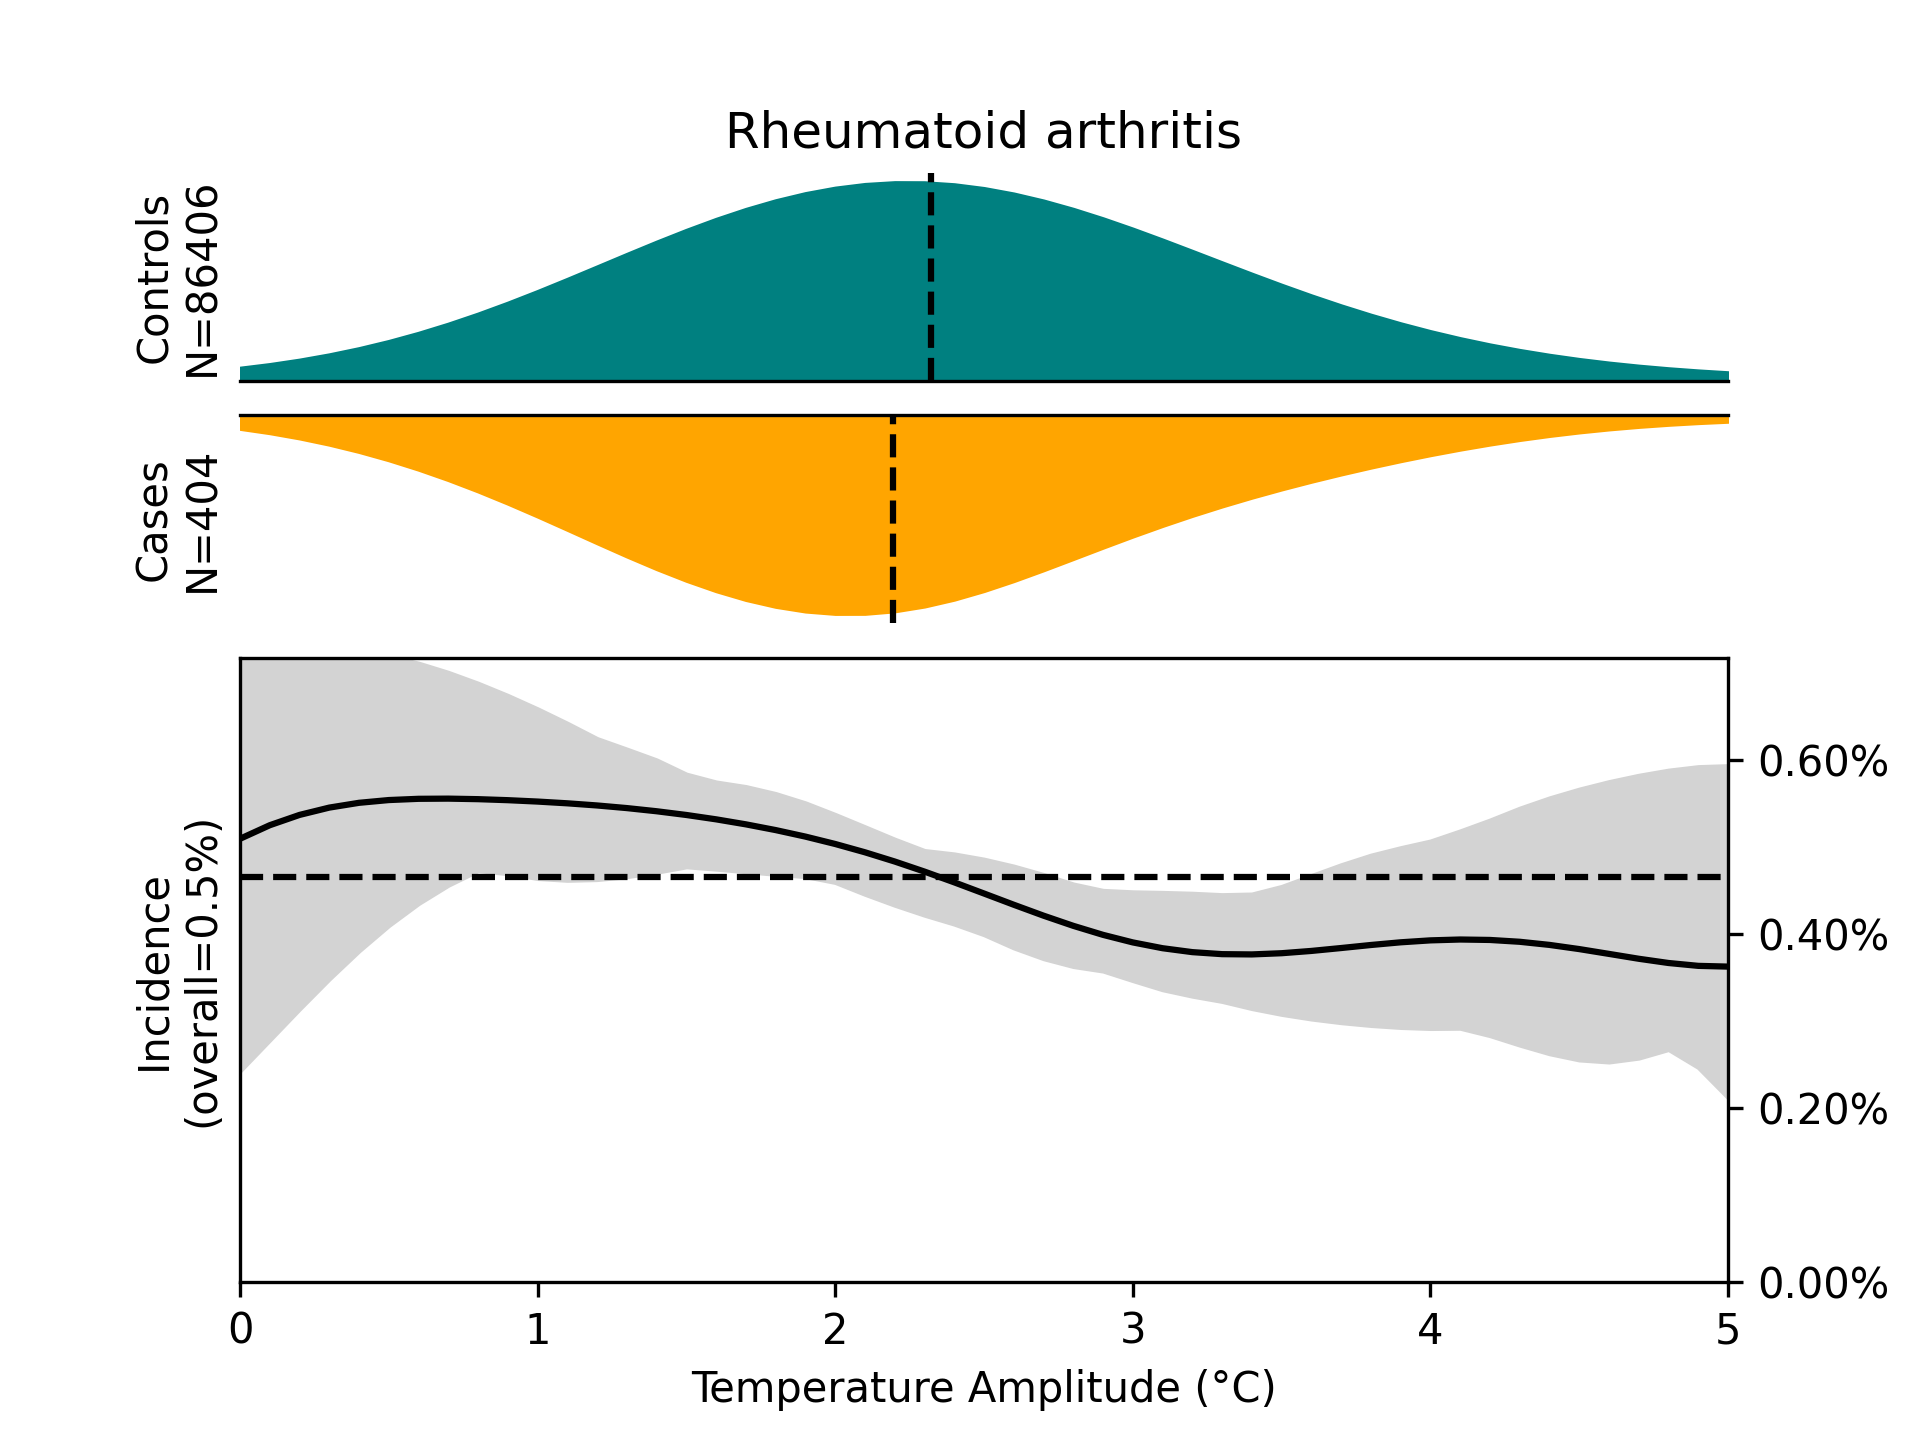 Rheumatoid arthritis
Controls
N=86406
Cases
N=404
Incidence
(overall=0.5%)
0.60%
0.40%
0.20%
0.00%
0 1 2 3 4 5
Temperature Amplitude (°C)